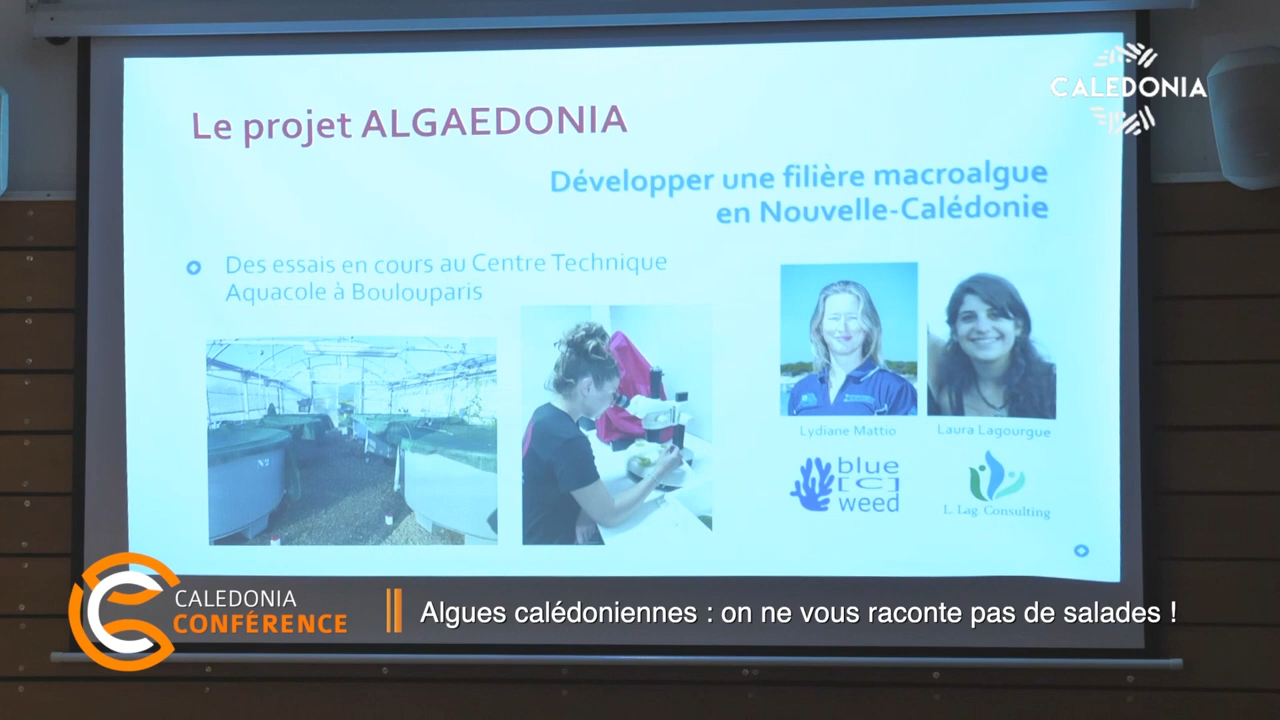 CALEDONIA
Le projet ALGAEDONIA
Développer une filière macroalgue
en Nouvelle-Calédonie
Des essais en cours au Centre Technique
Aquacole à Boulouparis
N2
Lydiane Mattio
Laura Lagourgue
blue
[C]
weed
L. Lag. Consulting
CALEDONIA
CONFÉRENCE
Algues calédoniennes : on ne vous raconte pas de salades !